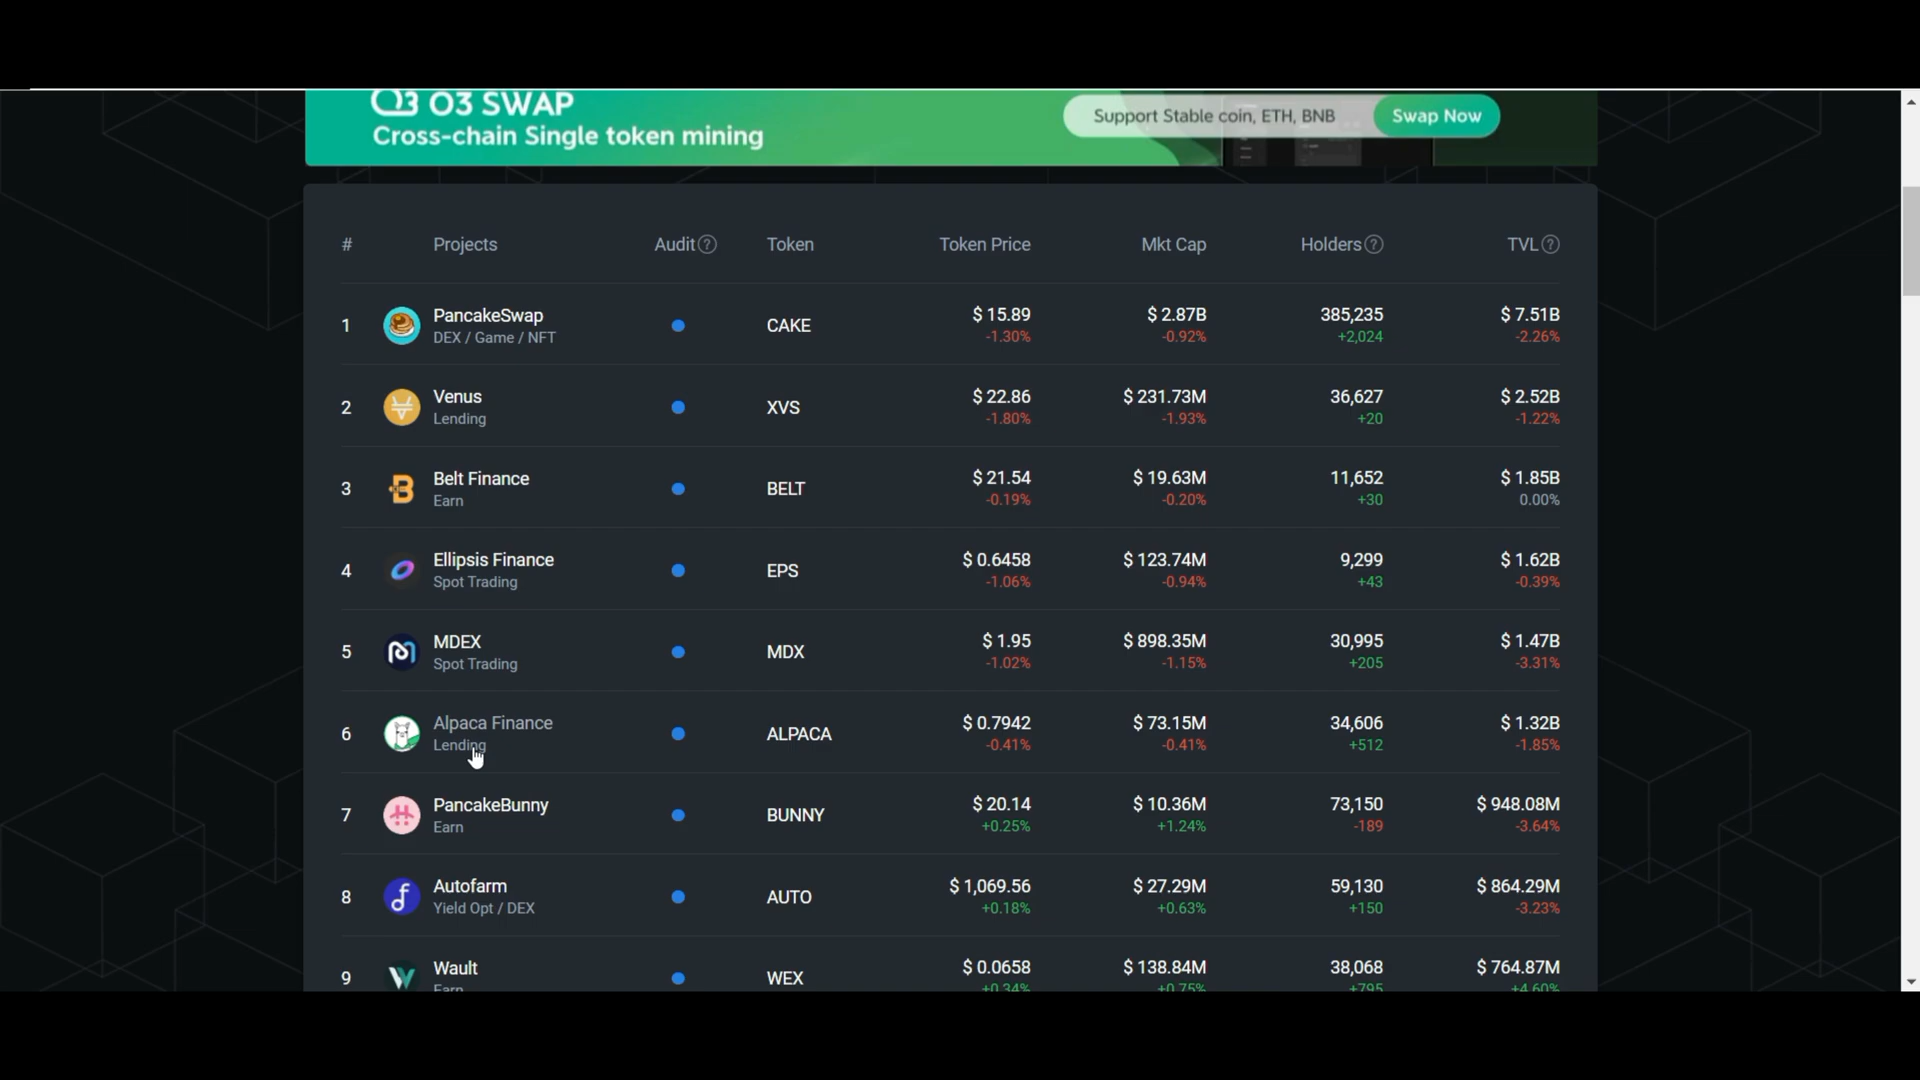 O3 O3 SWAP
Cross-chain Single token mining
Support Stable coin, ETH, BNB
Swap Now
# Projects Audit ? Token Token Price Mkt Cap Holders ? TVL ?
1 PancakeSwap CAKE $ 15.89 $ 2.87B 385,235 $ 7.51B
DEX / Game / NFT -1.30% -0.92% +2,024 -2.26%
2 Venus XVS $ 22.86 $ 231.73M 36,627 $ 2.52B
Lending -1.80% -1.93% +20 -1.22%
3 Belt Finance BELT $ 21.54 $ 19.63M 11,652 $ 1.85B
Earn -0.19% -0.20% +30 0.00%
4 Ellipsis Finance EPS $ 0.6458 $ 123.74M 9,299 $ 1.62B
Spot Trading -1.06% -0.94% +43 -0.39%
5 MDEX MDX $ 1.95 $ 898.35M 30,995 $ 1.47B
Spot Trading -1.02% -1.15% +205 -3.31%
6 Alpaca Finance ALPACA $ 0.7942 $ 73.15M 34,606 $ 1.32B
Lending -0.41% -0.41% +512 -1.85%
7 PancakeBunny BUNNY $ 20.14 $ 10.36M 73,150 $ 948.08M
Earn +0.25% +1.24% -189 -3.64%
8 Autofarm AUTO $ 1,069.56 $ 27.29M 59,130 $ 864.29M
Yield Opt / DEX +0.18% +0.63% +150 -3.23%
9 Wault WEX $ 0.0658 $ 138.84M 38,068 $ 764.87M
Earn +0.34% +0.75% +795 +4.60%